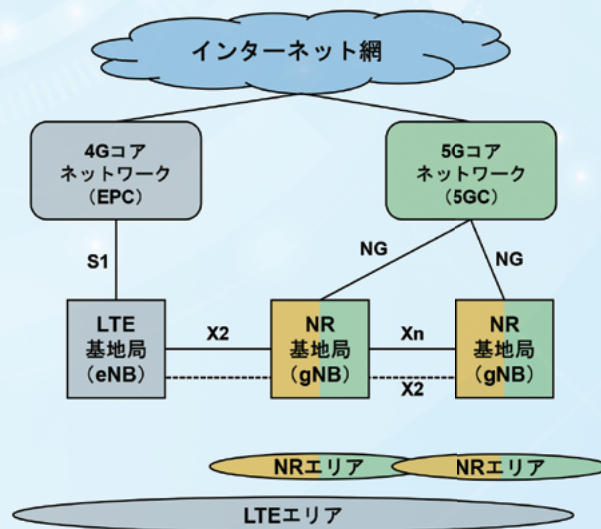 インターネット網
4Gコア
ネットワーク
（EPC）
5Gコア
ネットワーク
（5GC）
S1
NG
NG
LTE
基地局
（eNB）
X2
NR
基地局
（gNB）
Xn
X2
NR
基地局
（gNB）
NRエリア
NRエリア
LTEエリア